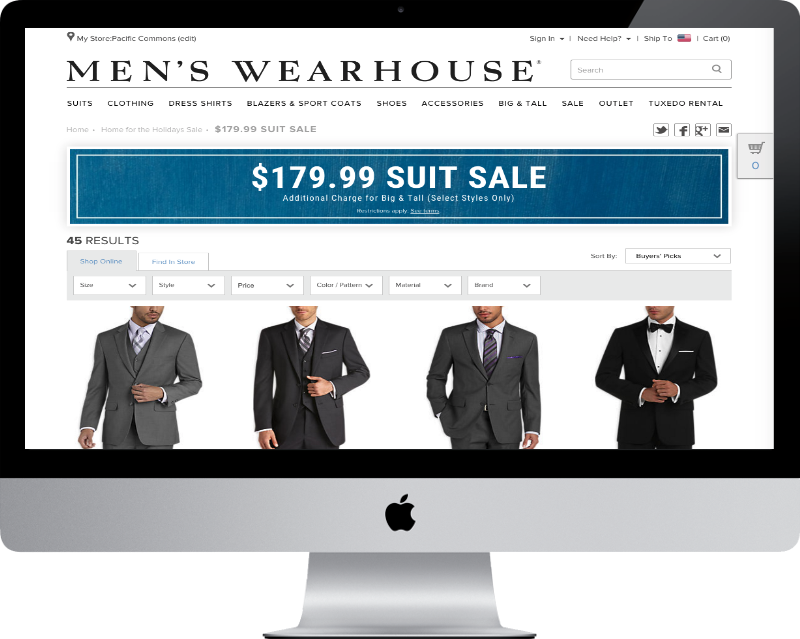 My Store:Pacific Commons (edit)
Sign In | Need Help? | Ship To | Cart (0)
MEN'S WEARHOUSE®
Search
SUITS CLOTHING DRESS SHIRTS BLAZERS & SPORT COATS SHOES ACCESSORIES BIG & TALL SALE OUTLET TUXEDO RENTAL
Home • Home for the Holidays Sale • $179.99 SUIT SALE
0
$179.99 SUIT SALE
Additional Charge for Big & Tall (Select Styles Only)
Restrictions apply. See terms.
45 RESULTS
Shop Online Find In Store
Sort By: Buyers' Picks
Size Style Price Color / Pattern Material Brand